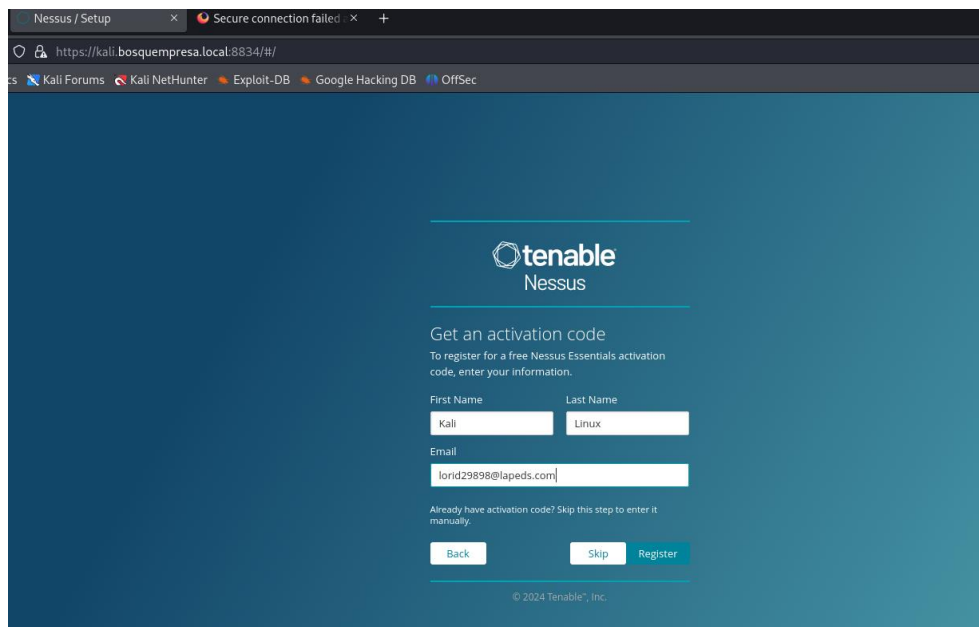 Nessus / Setup × Secure connection failed a × +
https://kali.bosquempresa.local:8834/#/
cs Kali Forums Kali NetHunter Exploit-DB Google Hacking DB OffSec
tenable
Nessus
Get an activation code
To register for a free Nessus Essentials activation
code, enter your information.
First Name Last Name
Kali Linux
Email
lorid29898@lapeds.com
Already have activation code? Skip this step to enter it
manually.
Back Skip Register
© 2024 Tenable™, Inc.